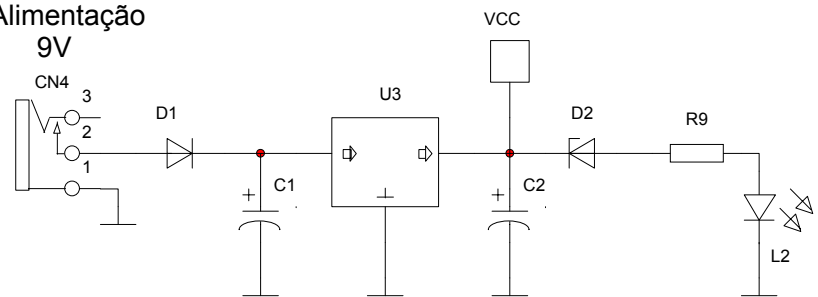 Alimentação
9V
CN4
3
2
1
D1
C1
+
U3
VCC
C2
+
D2
R9
L2